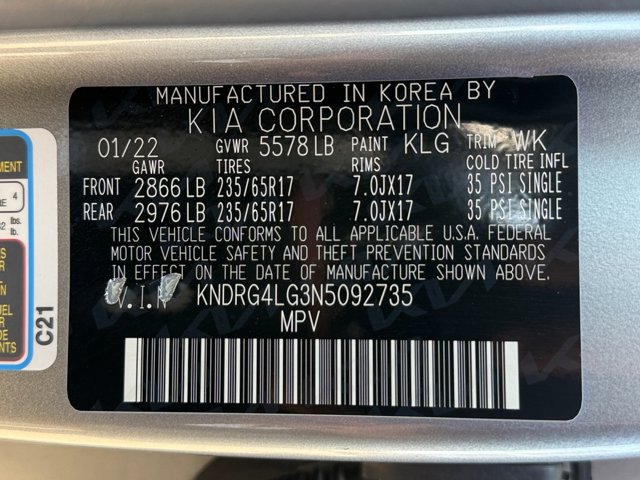 MANUFACTURED IN KOREA BY
KIA CORPORATION
01/22 GVWR 5578 LB PAINT KLG TRIM WK
GAWR TIRES RIMS COLD TIRE INFL
FRONT 2866 LB 235/65R17 7.0JX17 35 PSI SINGLE
REAR 2976 LB 235/65R17 7.0JX17 35 PSI SINGLE
THIS VEHICLE CONFORMS TO ALL APPLICABLE U.S.A. FEDERAL
MOTOR VEHICLE SAFETY AND THEFT PREVENTION STANDARDS
IN EFFECT ON THE DATE OF MANUFACTURE SHOWN ABOVE.
V.I.N KNDRG4LG3N5092735
MPV
4
lbs.
lb.
C21